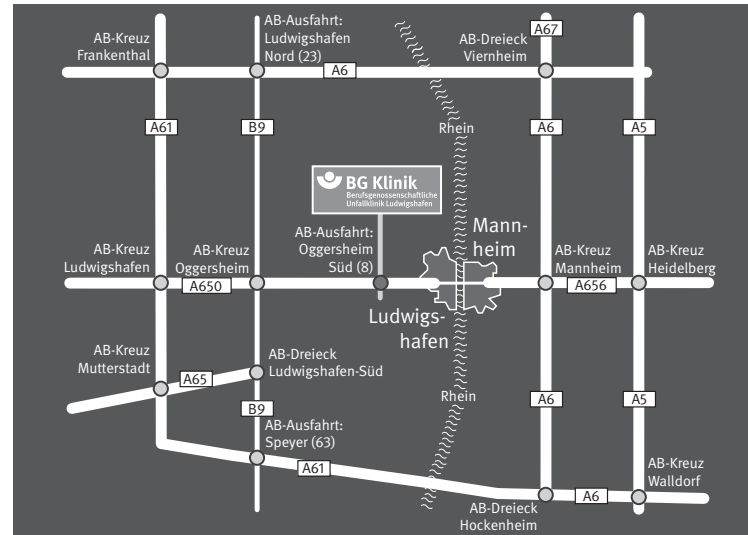 AB-Kreuz
Frankenthal
AB-Ausfahrt:
Ludwigshafen
Nord (23)
A6
AB-Dreieck
Viernheim
A67
A61
B9
Rhein
A6
A5
BG Klinik
Berufsgenossenschaftliche
Unfallklinik Ludwigshafen
AB-Kreuz
Ludwigshafen
AB-Kreuz
Oggersheim
AB-Ausfahrt:
Oggersheim
Süd (8)
Mann-
heim
AB-Kreuz
Mannheim
AB-Kreuz
Heidelberg
A650
A656
Ludwigs-
hafen
AB-Kreuz
Mutterstadt
A65
AB-Dreieck
Ludwigshafen-Süd
B9
Rhein
A6
A5
AB-Ausfahrt:
Speyer (63)
A61
AB-Kreuz
Walldorf
A6
AB-Dreieck
Hockenheim